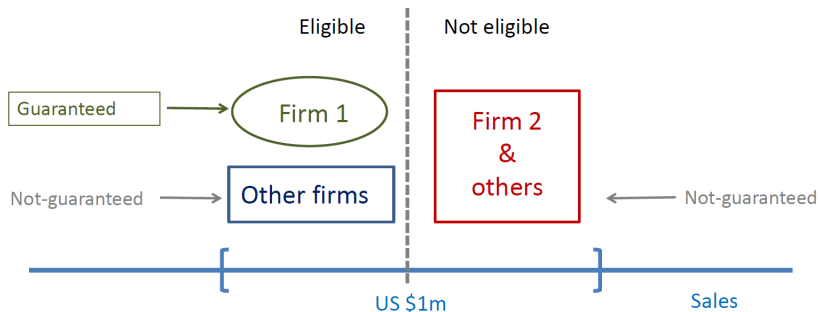 Eligible
Not eligible
Guaranteed
Firm 1
Firm 2
&
others
Not-guaranteed
Other firms
Not-guaranteed
US $1m
Sales